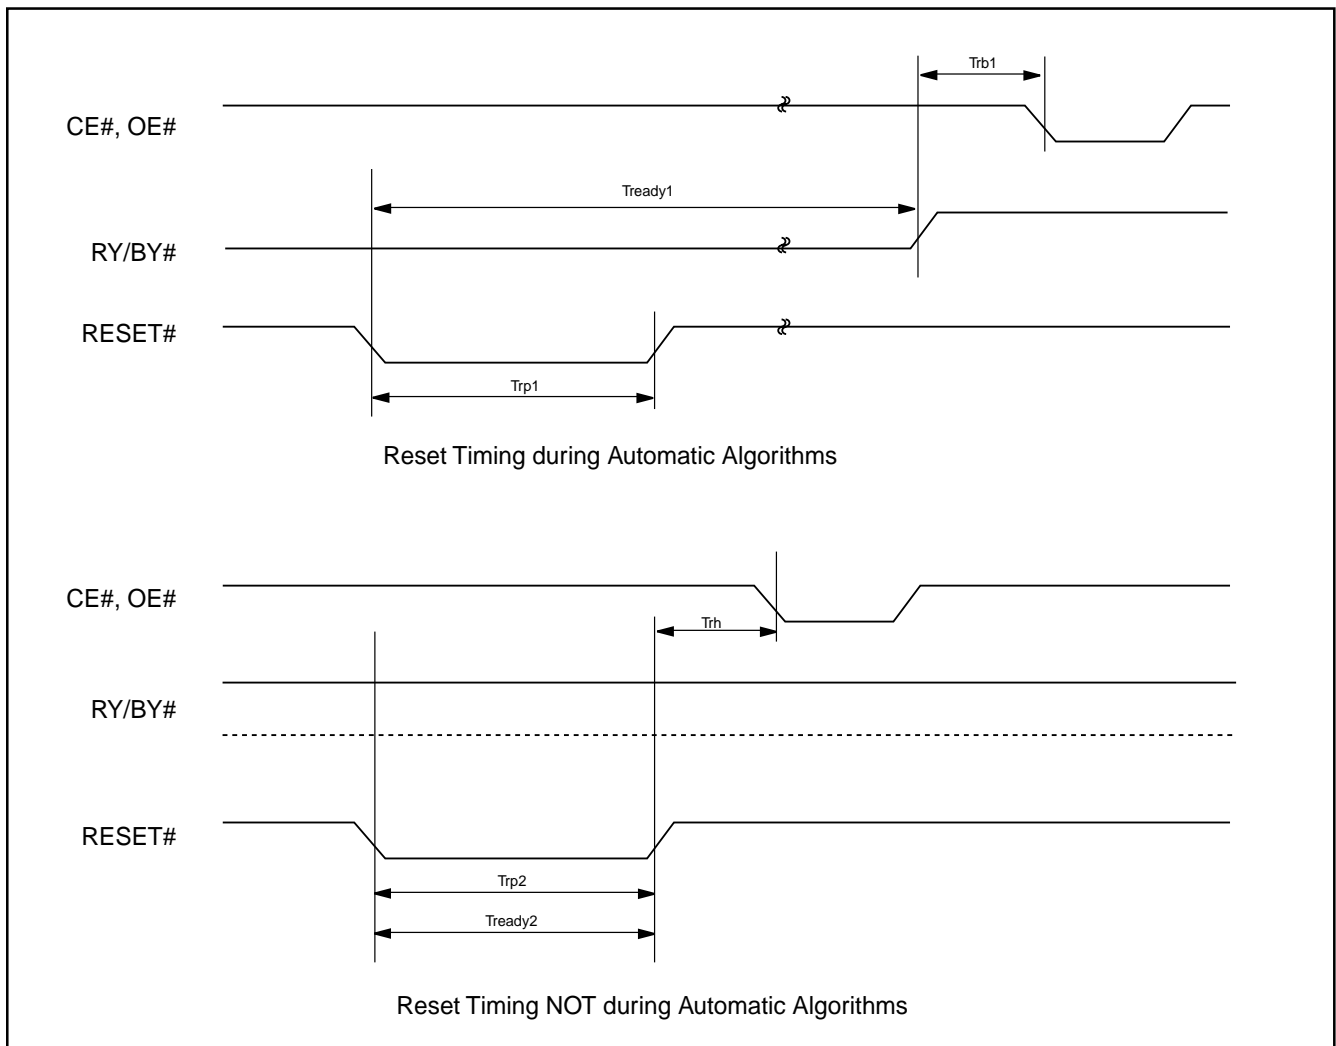 Trb1
CE#, OE#
Tready1
RY/BY#
RESET#
Trp1
Reset Timing during Automatic Algorithms
CE#, OE#
Trh
RY/BY#
RESET#
Trp2
Tready2
Reset Timing NOT during Automatic Algorithms